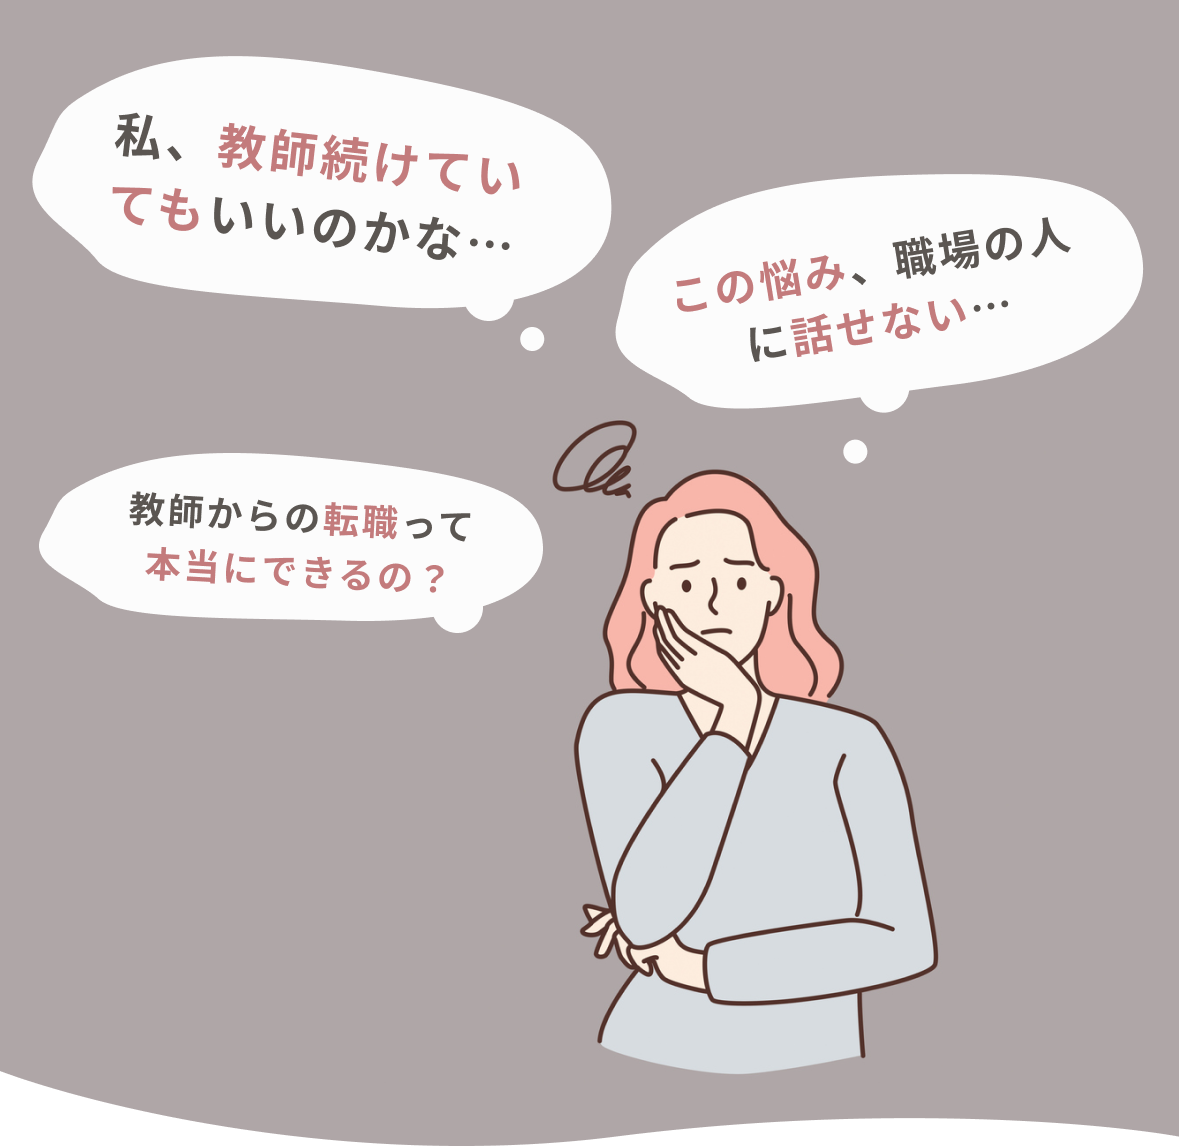 私、教師続けてい
てもいいのかな…
この悩み、職場の人
に話せない…
教師からの転職って
本当にできるの？